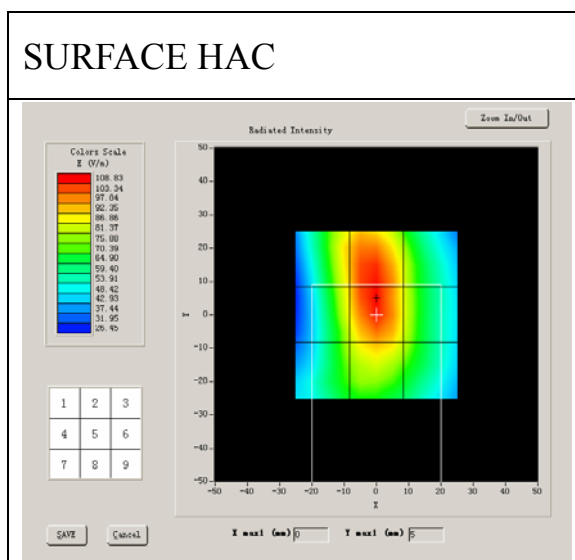 SURFACE HAC
Zoom In/Out
Radiated Intensity
Colors Scale
E (V/m)
108.83
103.34
97.84
92.35
86.86
81.37
75.88
70.39
64.90
59.40
53.91
48.42
42.93
37.44
31.95
26.45
50
40
30
20
10
0
-10
-20
-30
-40
-50
Y
-50 -40 -30 -20 -10 0 10 20 30 40 50
X
1 2 3
4 5 6
7 8 9
SAVE Cancel
X max1 (mm) 0 Y max1 (mm) 5